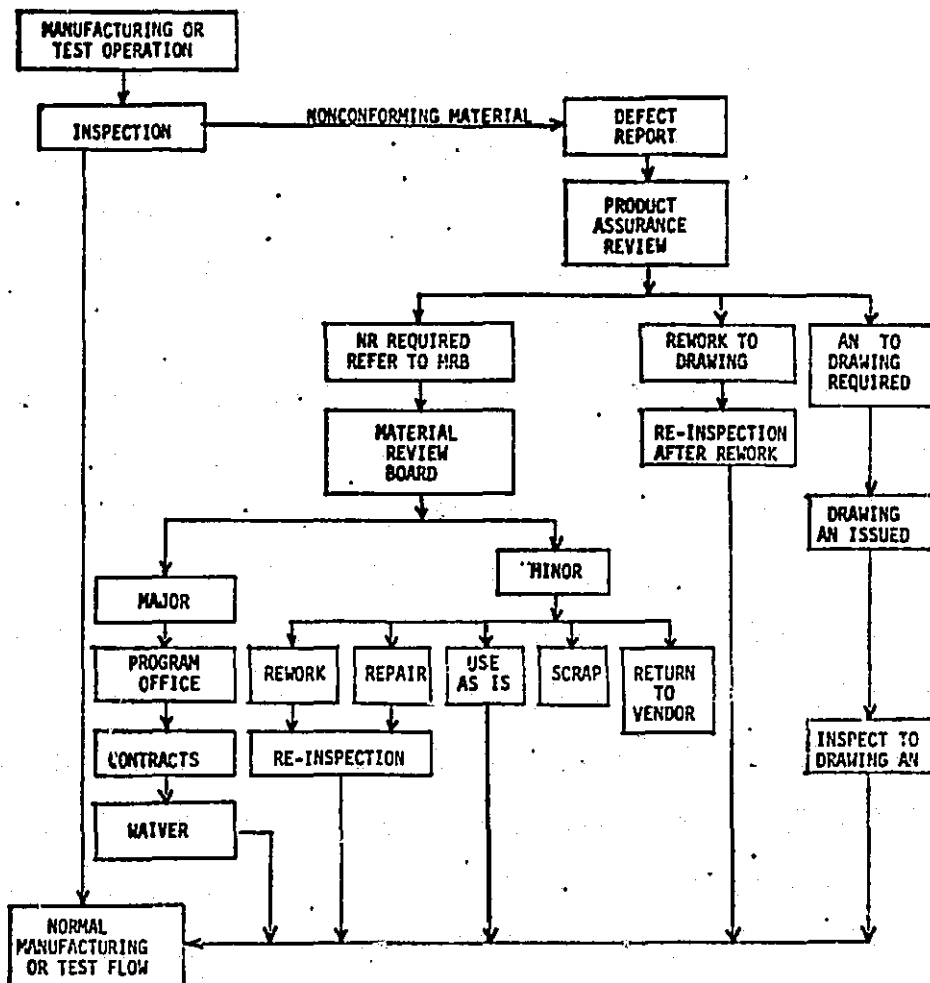 MANUFACTURING OR
TEST OPERATION
INSPECTION
NONCONFORMING MATERIAL
DEFECT
REPORT
PRODUCT
ASSURANCE
REVIEW
NR REQUIRED
REFER TO MRB
REWORK TO
DRAWING
AN TO
DRAWING
REQUIRED
MATERIAL
REVIEW
BOARD
RE-INSPECTION
AFTER REWORK
DRAWING
AN ISSUED
MAJOR
MINOR
PROGRAM
OFFICE
REWORK
REPAIR
USE
AS IS
SCRAP
RETURN
TO
VENDOR
CONTRACTS
RE-INSPECTION
INSPECT TO
DRAWING AN
WAIVER
NORMAL
MANUFACTURING
OR TEST FLOW